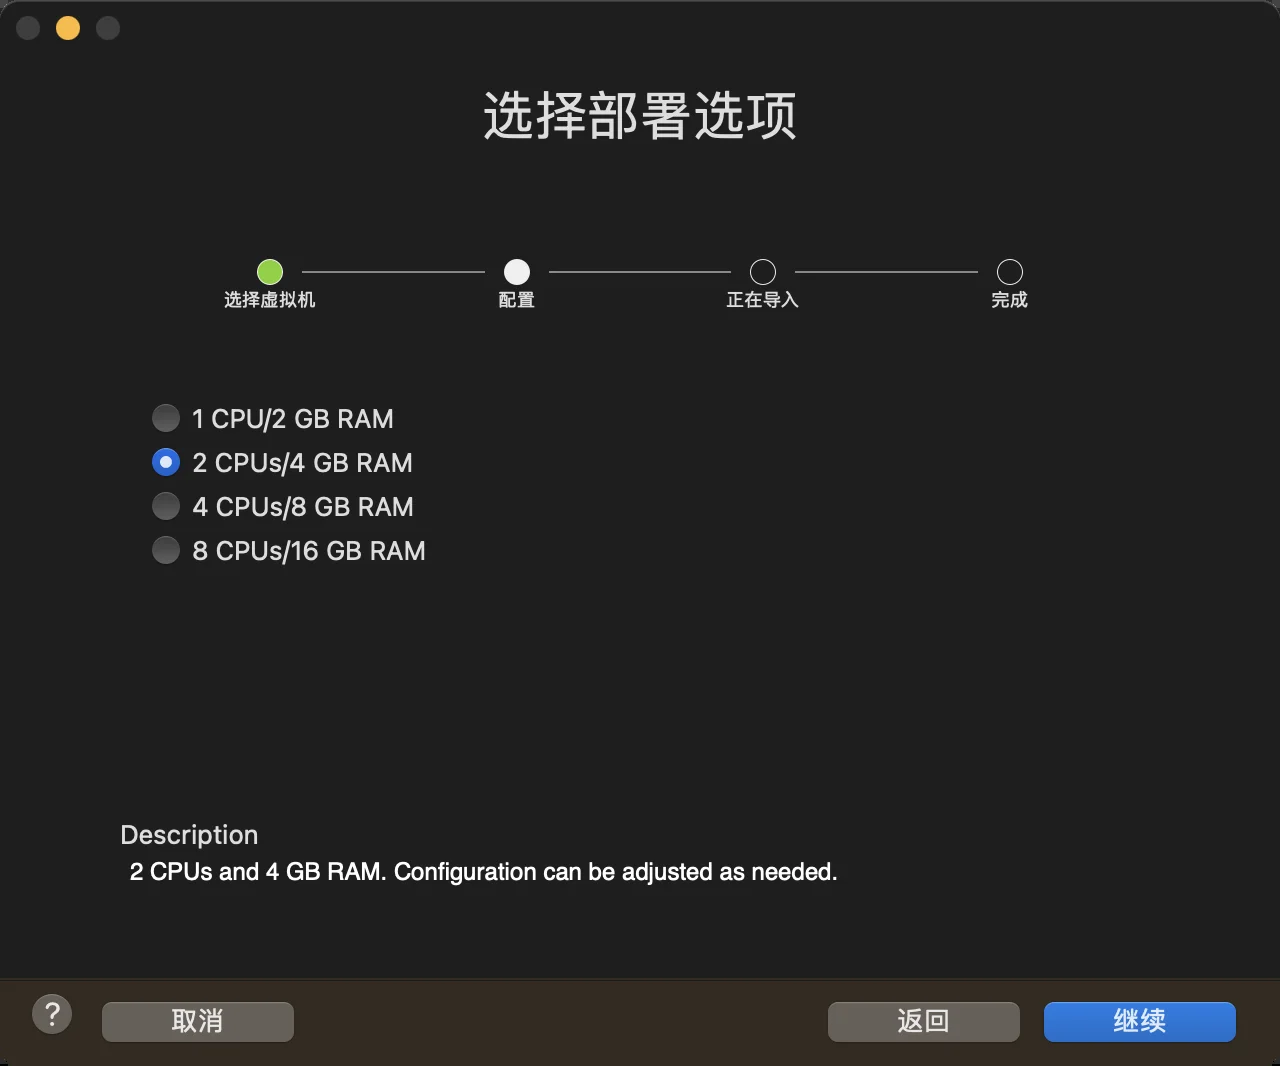 选择部署选项
选择虚拟机
配置
正在导入
完成
1 CPU/2 GB RAM
2 CPUs/4 GB RAM
4 CPUs/8 GB RAM
8 CPUs/16 GB RAM
Description
2 CPUs and 4 GB RAM. Configuration can be adjusted as needed.
?
取消
返回
继续